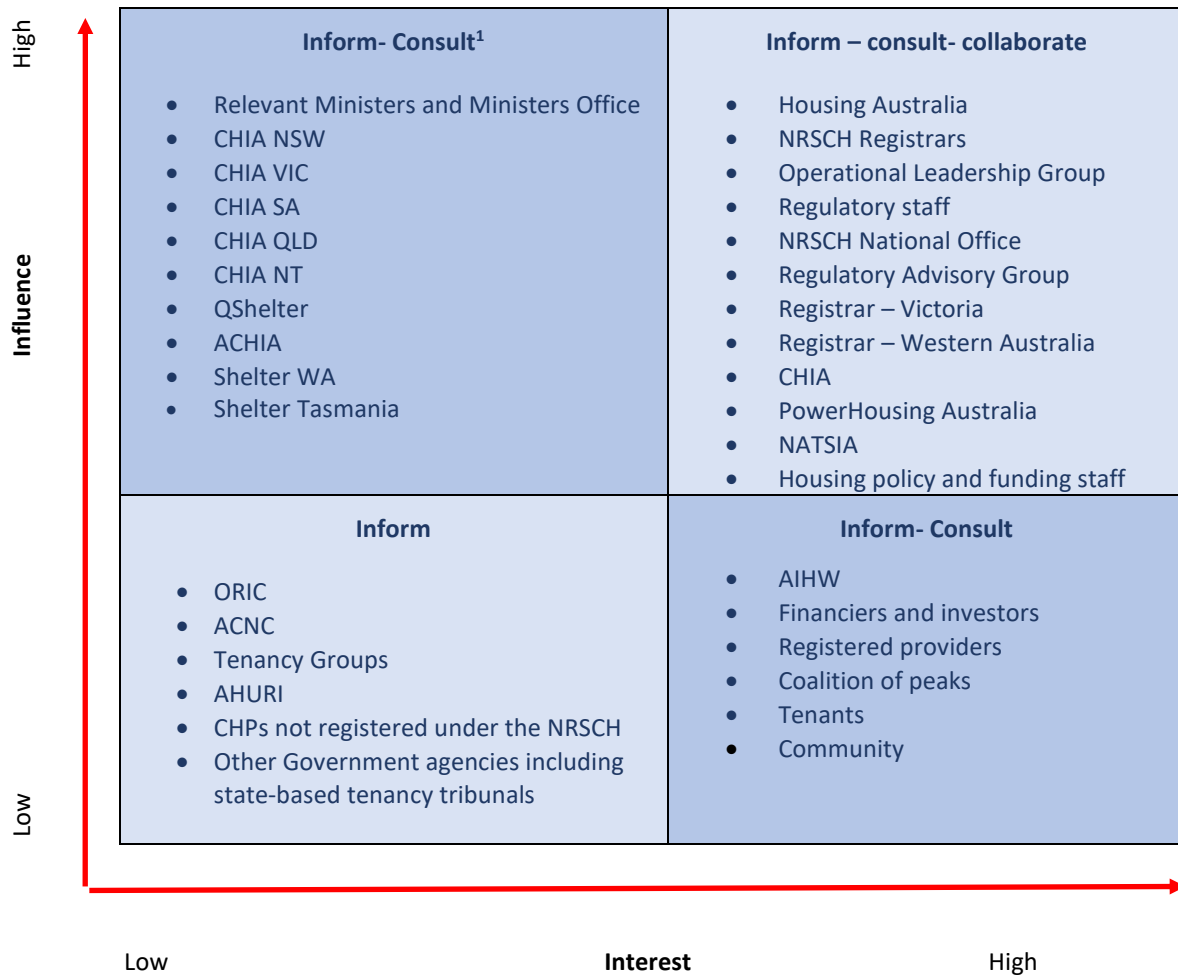 High
Influence
Low
Inform- Consult¹
• Relevant Ministers and Ministers Office
• CHIA NSW
• CHIA VIC
• CHIA SA
• CHIA QLD
• CHIA NT
• QShelter
• ACHIA
• Shelter WA
• Shelter Tasmania
Inform – consult- collaborate
• Housing Australia
• NRSCH Registrars
• Operational Leadership Group
• Regulatory staff
• NRSCH National Office
• Regulatory Advisory Group
• Registrar – Victoria
• Registrar – Western Australia
• CHIA
• PowerHousing Australia
• NATSIA
• Housing policy and funding staff
Inform
• ORIC
• ACNC
• Tenancy Groups
• AHURI
• CHPs not registered under the NRSCH
• Other Government agencies including
state-based tenancy tribunals
Inform- Consult
• AIHW
• Financiers and investors
• Registered providers
• Coalition of peaks
• Tenants
• Community
Low
Interest
High